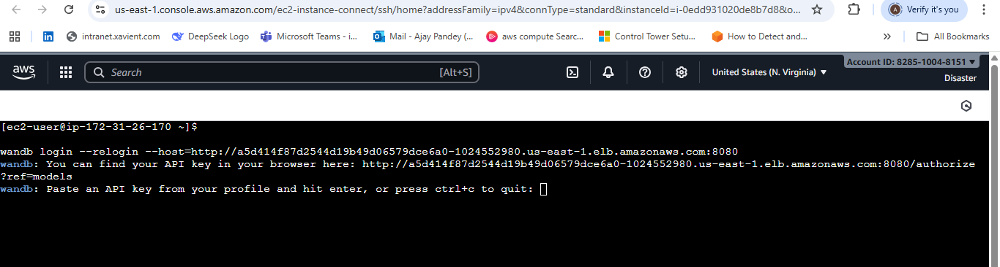 us-east-1.console.aws.amazon.com/ec2-instance-connect/ssh/home?addressFamily=ipv4&connType=standard&instanceId=i-0edd931020de8b7d8&o...
Verify it's you
intranet.xavient.com
DeepSeek Logo
Microsoft Teams - i...
Mail - Ajay Pandey (...
aws compute Searc...
Control Tower Setu...
How to Detect and...
All Bookmarks
aws
Search
[Alt+S]
United States (N. Virginia)
Account ID: 8285-1004-8151
Disaster
[ec2-user@ip-172-31-26-170 ~]$
wandb login --relogin --host=http://a5d414f87d2544d19b49d06579dce6a0-1024552980.us-east-1.elb.amazonaws.com:8080
wandb: You can find your API key in your browser here: http://a5d414f87d2544d19b49d06579dce6a0-1024552980.us-east-1.elb.amazonaws.com:8080/authorize
?ref=models
wandb: Paste an API key from your profile and hit enter, or press ctrl+c to quit: